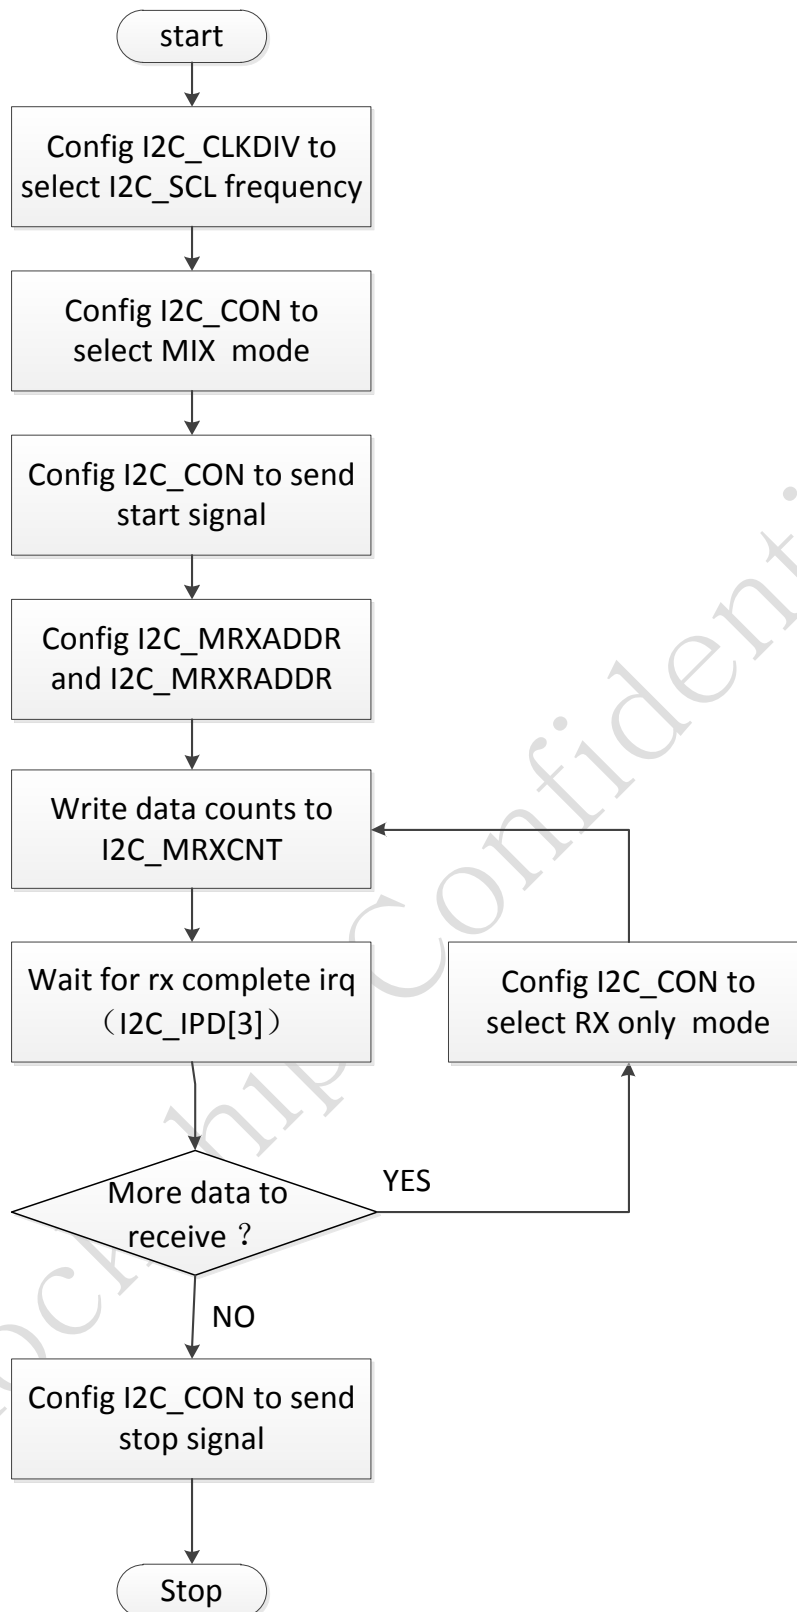 start
Config I2C_CLKDIV to
select I2C_SCL frequency
Config I2C_CON to
select MIX  mode
Config I2C_CON to send
start signal
Config I2C_MRXADDR
and I2C_MRXRADDR
Write data counts to
I2C_MRXCNT
Wait for rx complete irq
（I2C_IPD[3]）
Config I2C_CON to
select RX only  mode
More data to
receive ？
YES
NO
Config I2C_CON to send
stop signal
Stop
ockchip Confidenti